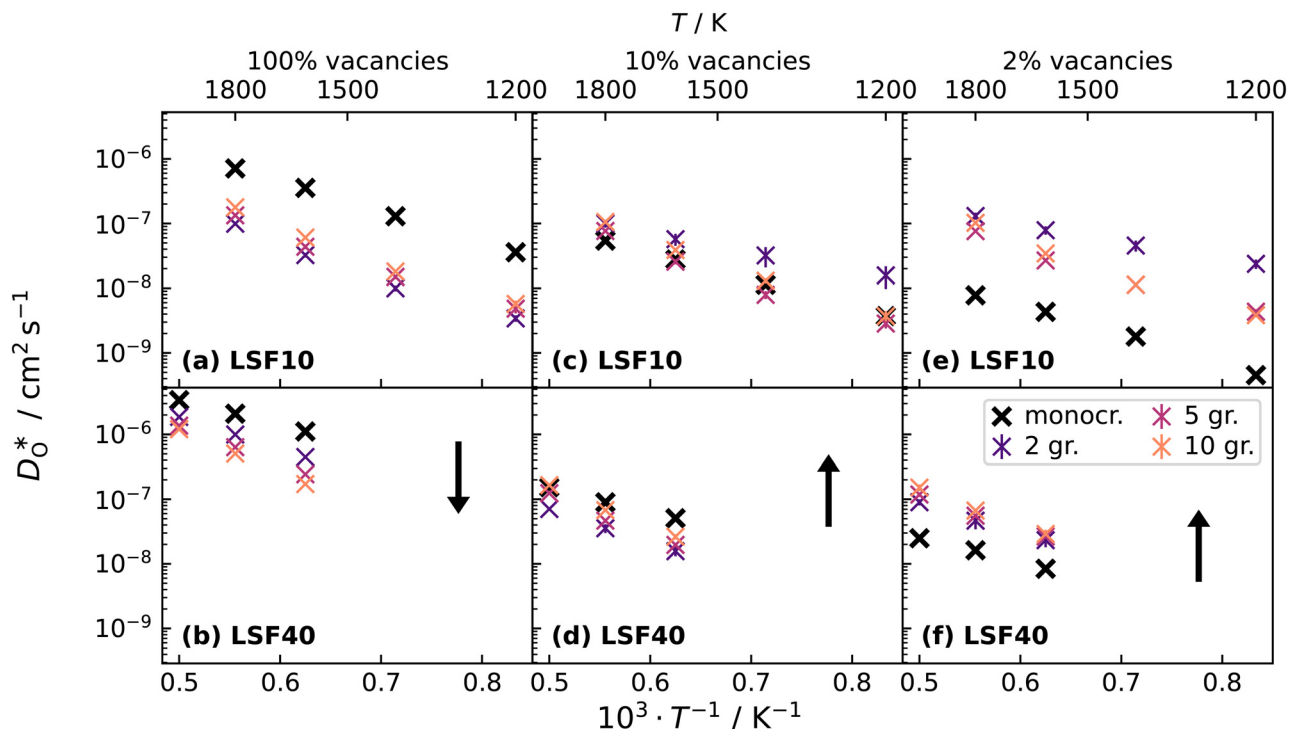 T / K
100% vacancies 10% vacancies 2% vacancies
1800 1500 1200 1800 1500 1200 1800 1500 1200
10⁻⁶
10⁻⁷
10⁻⁸
10⁻⁹
(a) LSF10 (c) LSF10 (e) LSF10
D_O* / cm² s⁻¹
monocr. 5 gr.
2 gr. 10 gr.
10⁻⁶
10⁻⁷
10⁻⁸
10⁻⁹
(b) LSF40 (d) LSF40 (f) LSF40
0.5 0.6 0.7 0.8 0.5 0.6 0.7 0.8 0.5 0.6 0.7 0.8
10³ · T⁻¹ / K⁻¹